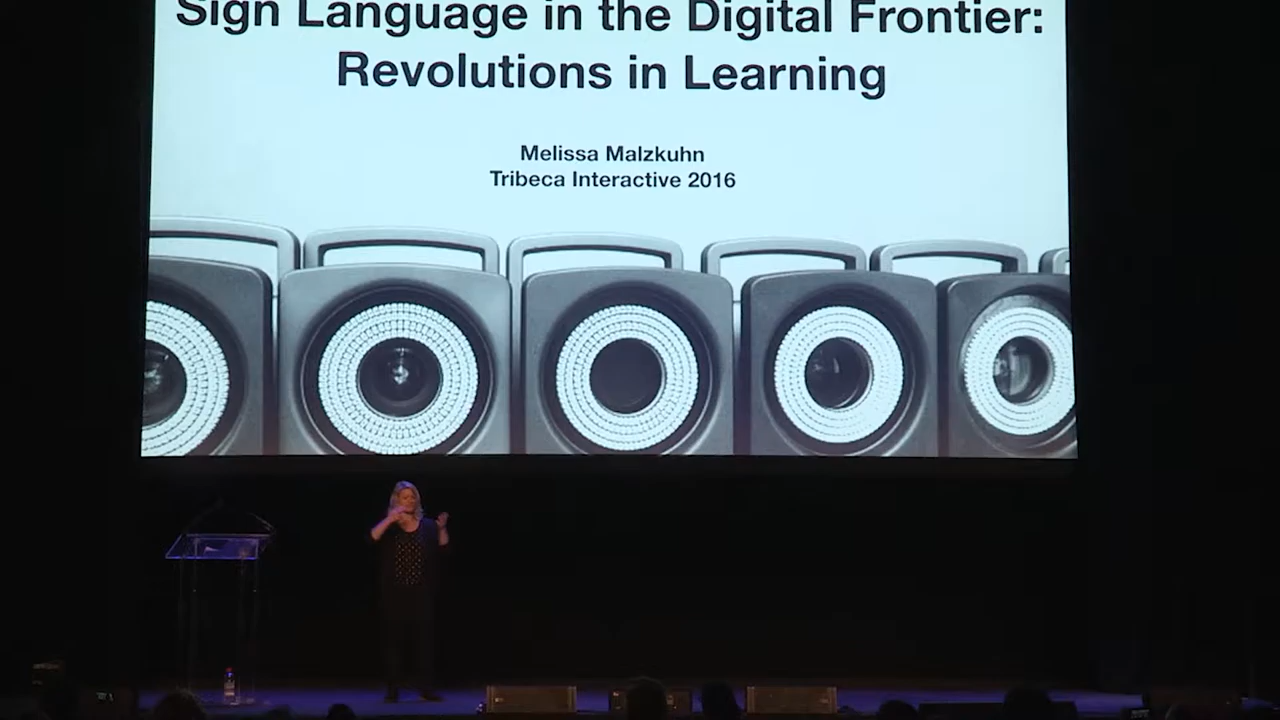 Sign Language in the Digital Frontier:
Revolutions in Learning
Melissa Malzkuhn
Tribeca Interactive 2016